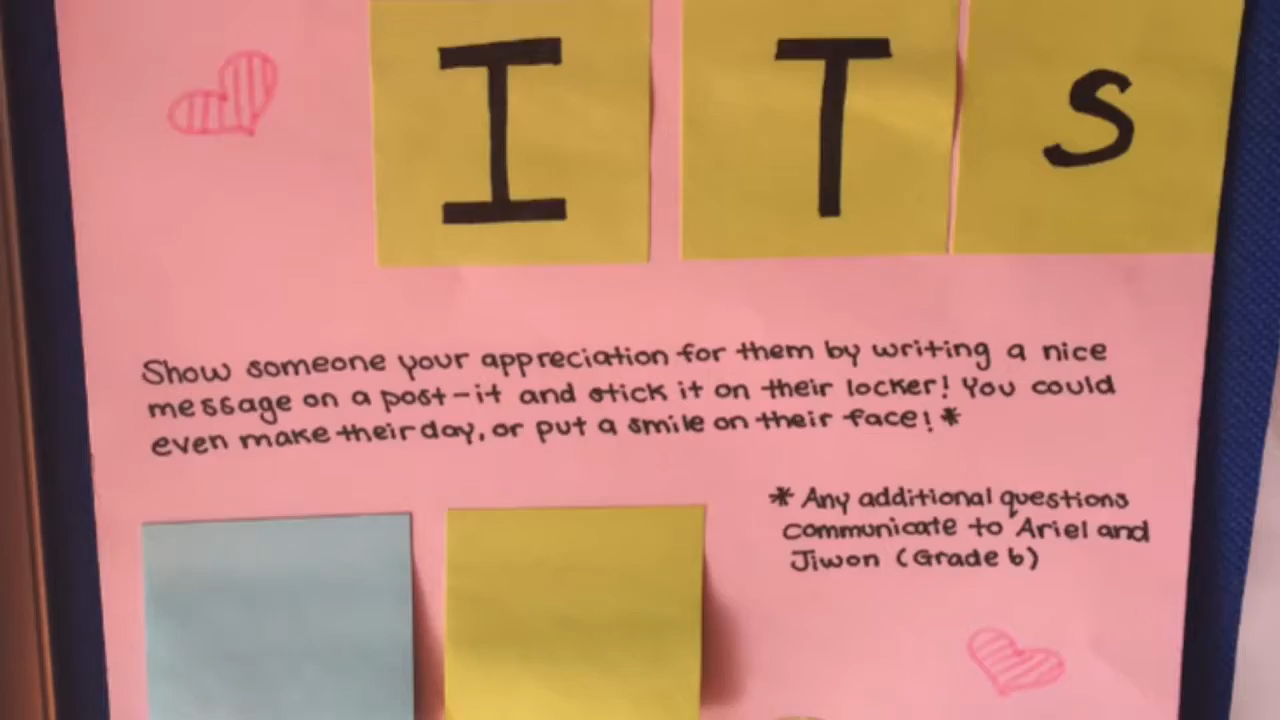 ITs
Show someone your appreciation for them by writing a nice
message on a post-it and stick it on their locker! You could
even make their day, or put a smile on their face! *
* Any additional questions
communicate to Ariel and
Jiwon (Grade 6)